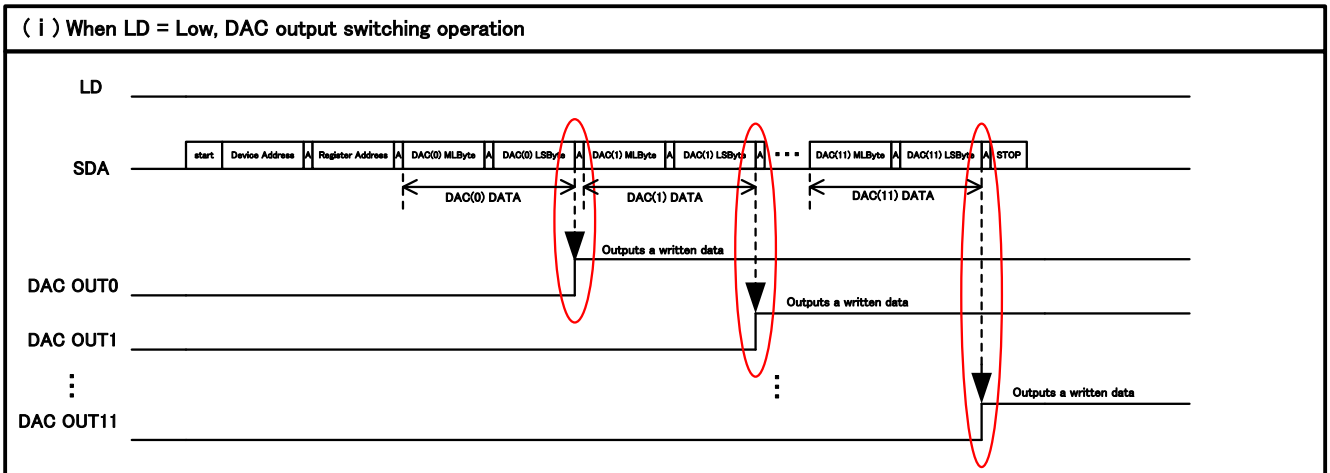 ( i ) When LD = Low, DAC output switching operation
LD
SDA
start Device Address A Register Address A DAC(0) MLByte A DAC(0) LSByte A DAC(1) MLByte A DAC(1) LSByte A ･･･ DAC(11) MLByte A DAC(11) LSByte A STOP
DAC(0) DATA DAC(1) DATA DAC(11) DATA
Outputs a written data
DAC OUT0
Outputs a written data
DAC OUT1
Outputs a written data
DAC OUT11